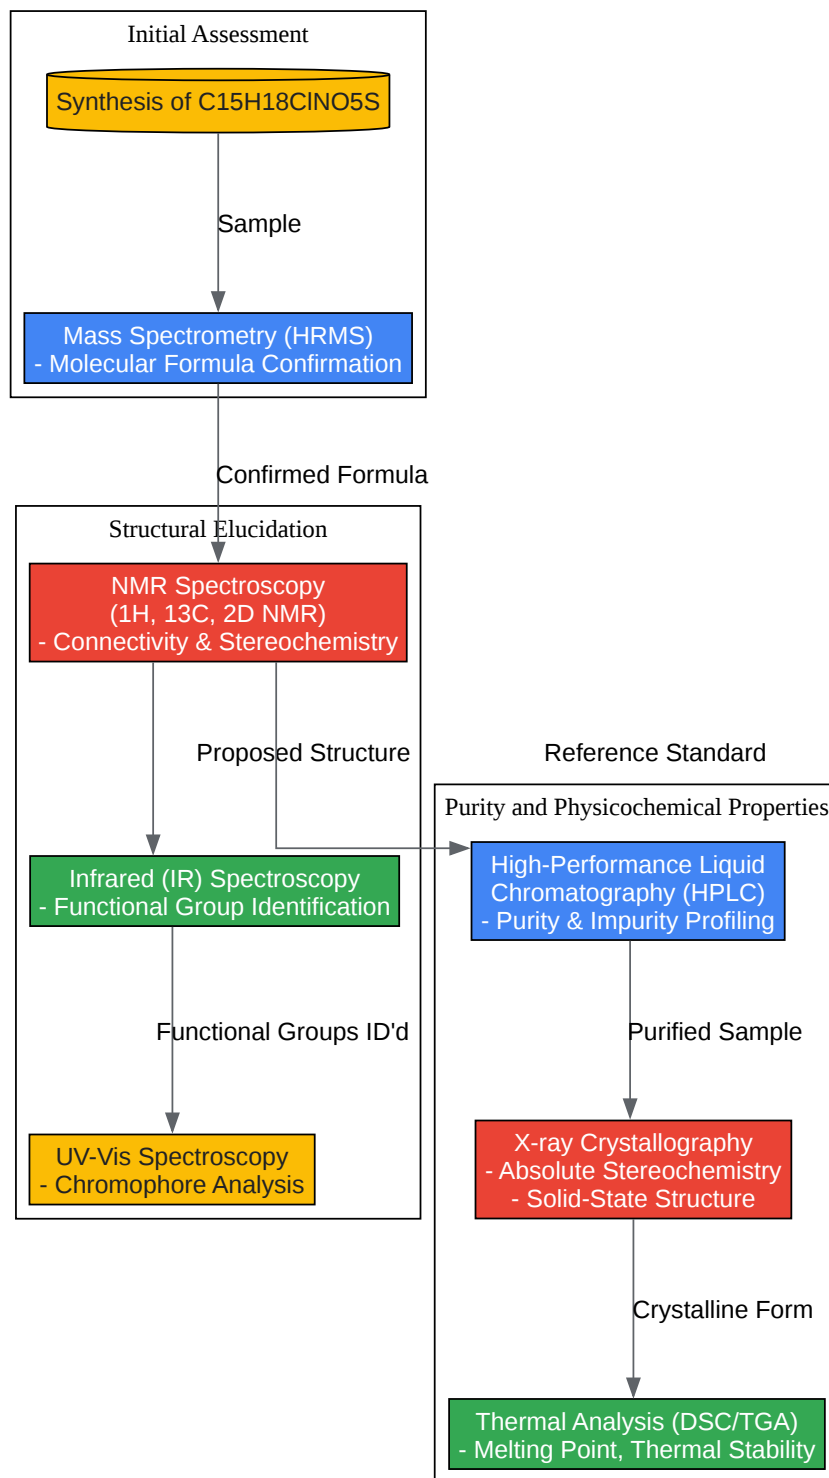 Initial Assessment
Synthesis of C15H18ClNO5S
Sample
Mass Spectrometry (HRMS)
- Molecular Formula Confirmation
Confirmed Formula
Structural Elucidation
NMR Spectroscopy
(1H, 13C, 2D NMR)
- Connectivity & Stereochemistry
Proposed Structure
Reference Standard
Purity and Physicochemical Properties
Infrared (IR) Spectroscopy
- Functional Group Identification
High-Performance Liquid
Chromatography (HPLC)
- Purity & Impurity Profiling
Functional Groups ID'd
Purified Sample
UV-Vis Spectroscopy
- Chromophore Analysis
X-ray Crystallography
- Absolute Stereochemistry
- Solid-State Structure
Crystalline Form
Thermal Analysis (DSC/TGA)
- Melting Point, Thermal Stability